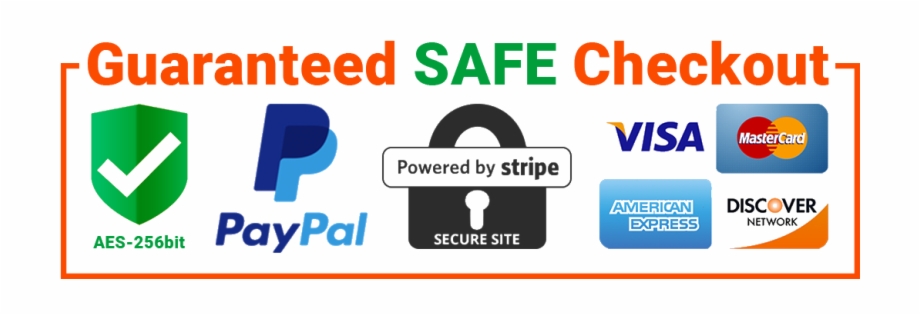 Guaranteed SAFE Checkout
AES-256bit
PayPal
Powered by stripe
SECURE SITE
VISA
MasterCard
AMERICAN
EXPRESS
DISCOVER
NETWORK